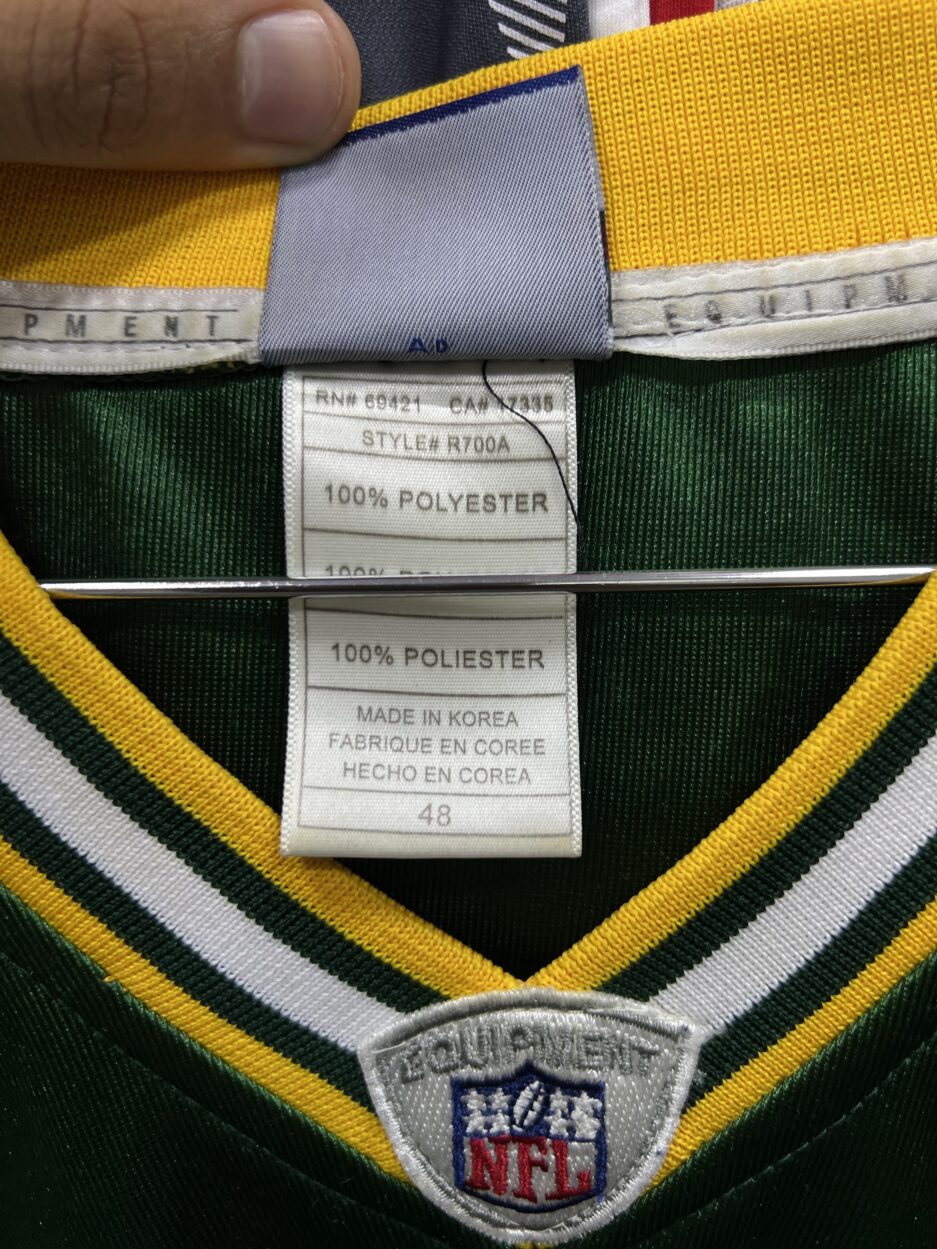 PMENT
EQUIPM
RN# 69421 CA# 17335
STYLE# R700A
100% POLYESTER
100%
100% POLIESTER
MADE IN KOREA
FABRIQUE EN COREE
HECHO EN COREA
48
EQUIPMENT
NFL